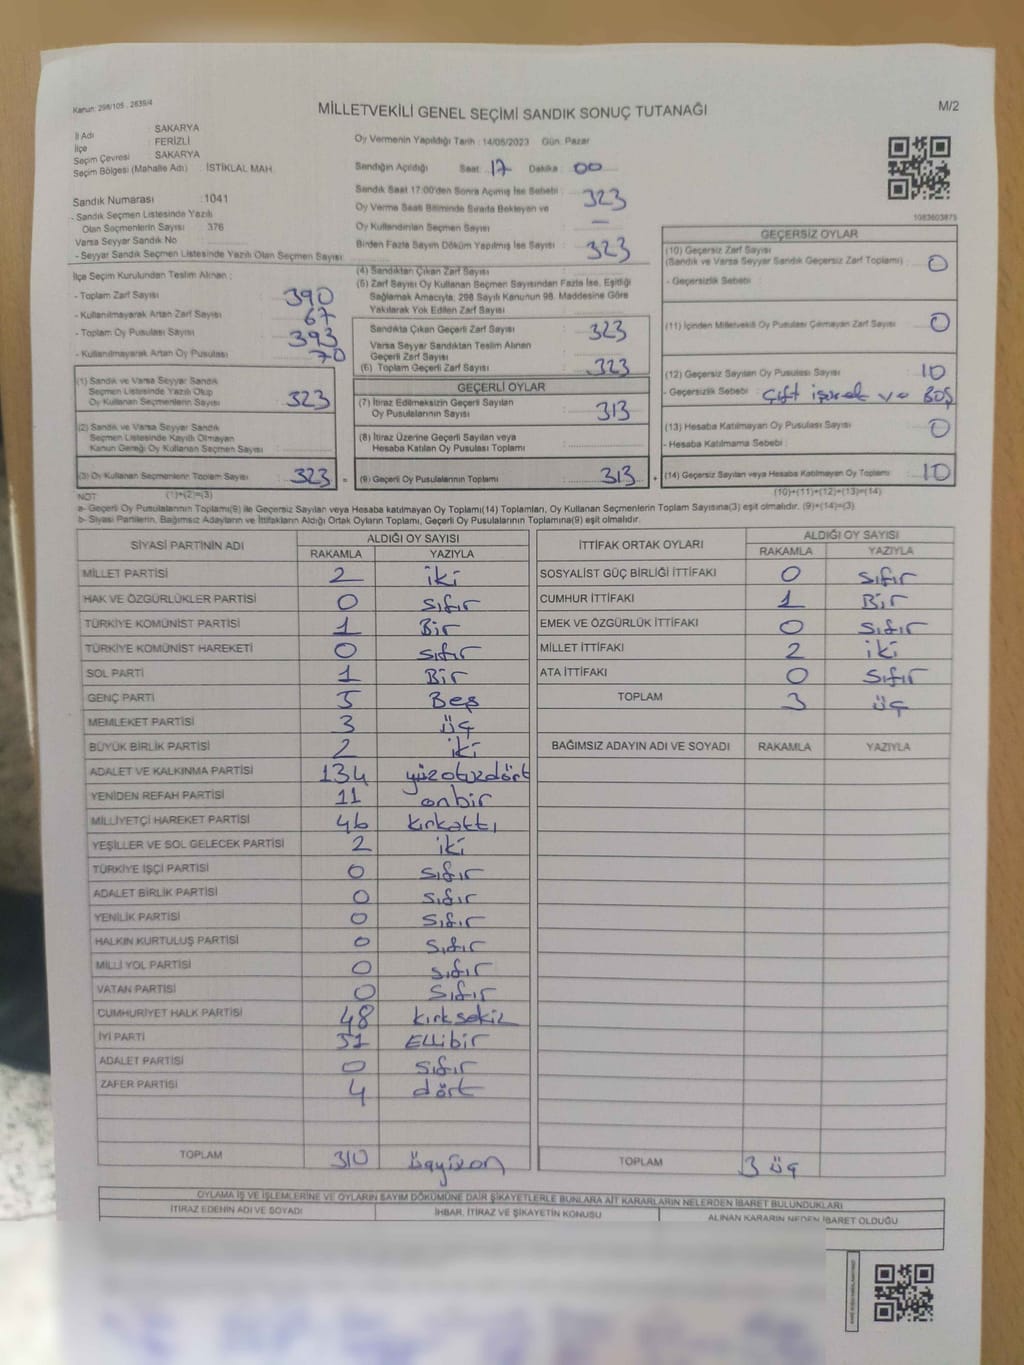 Kanun: 298/105 , 2839/4
MİLLETVEKİLİ GENEL SEÇİMİ SANDIK SONUÇ TUTANAĞI
M/2
İl Adı : SAKARYA
İlçe : FERİZLİ
Seçim Çevresi : SAKARYA
Seçim Bölgesi (Mahalle Adı) : İSTİKLAL MAH.
Sandık Numarası : 1041
- Sandık Seçmen Listesinde Yazılı
Olan Seçmenlerin Sayısı : 376
Varsa Seyyar Sandık No
- Seyyar Sandık Seçmen Listesinde Yazılı Olan Seçmen Sayısı:
Oy Vermenin Yapıldığı Tarih : 14/05/2023 Gün: Pazar
Sandığın Açıldığı Saat 17 Dakika : 00
Sandık Saat 17:00'den Sonra Açımış İse Sebebi :
Oy Verme Saati Bitiminde Sırada Bekleyen ve 323
Oy Kullandırılan Seçmen Sayısı : —
Birden Fazla Sayım Döküm Yapılmış İse Sayısı : 323
1083603875
İlçe Seçim Kurulundan Teslim Alınan :
- Toplam Zarf Sayısı : 390
- Kullanılmayarak Artan Zarf Sayısı : 67
- Toplam Oy Pusulası Sayısı : 393
- Kullanılmayarak Artan Oy Pusulası : 70
(1) Sandık ve Varsa Seyyar Sandık
Seçmen Listesinde Yazılı Olup
Oy Kullanan Seçmenlerin Sayısı : 323
(2) Sandık ve Varsa Seyyar Sandık
Seçmen Listesinde Kayıtlı Olmayan
Kanun Gereği Oy Kullanan Seçmen Sayısı :
(3) Oy Kullanan Seçmenlerin Toplam Sayısı : 323 =
(4) Sandıktan Çıkan Zarf Sayısı :
(5) Zarf Sayısı Oy Kullanan Seçmen Sayısından Fazla İse, Eşitliği
Sağlamak Amacıyla; 298 Sayılı Kanunun 98. Maddesine Göre
Yakılarak Yok Edilen Zarf Sayısı :
Sandıkta Çıkan Geçerli Zarf Sayısı : 323
Varsa Seyyar Sandıktan Teslim Alınan
Geçerli Zarf Sayısı :
(6) Toplam Geçerli Zarf Sayısı : 323
GEÇERLİ OYLAR
(7) İtiraz Edilmeksizin Geçerli Sayılan
Oy Pusulalarının Sayısı : 313
(8) İtiraz Üzerine Geçerli Sayılan veya
Hesaba Katılan Oy Pusulası Toplamı :
(9) Geçerli Oy Pusulalarının Toplamı : 313 +
GEÇERSİZ OYLAR
(10) Geçersiz Zarf Sayısı
(Sandık ve Varsa Seyyar Sandık Geçersiz Zarf Toplamı) : 0
- Geçersizlik Sebebi :
(11) İçinden Milletvekili Oy Pusulası Çıkmayan Zarf Sayısı : 0
(12) Geçersiz Sayılan Oy Pusulası Sayısı : 10
- Geçersizlik Sebebi : Çift işaret ve BOŞ
(13) Hesaba Katılmayan Oy Pusulası Sayısı : 0
- Hesaba Katılmama Sebebi :
(14) Geçersiz Sayılan veya Hesaba Katılmayan Oy Toplamı : 10
NOT (1)+(2)=(3)
(10)+(11)+(12)+(13)=(14)
a- Geçerli Oy Pusulalarının Toplamı(9) ile Geçersiz Sayılan veya Hesaba katılmayan Oy Toplamı(14) Toplamları, Oy Kullanan Seçmenlerin Toplam Sayısına(3) eşit olmalıdır. (9)+(14)=(3)
b- Siyasi Partilerin, Bağımsız Adayların ve İttifakların Aldığı Ortak Oyların Toplamı, Geçerli Oy Pusulalarının Toplamına(9) eşit olmalıdır.
SİYASİ PARTİNİN ADI ALDIĞI OY SAYISI
RAKAMLA YAZIYLA
MİLLET PARTİSİ 2 iki
HAK VE ÖZGÜRLÜKLER PARTİSİ 0 sıfır
TÜRKİYE KOMÜNİST PARTİSİ 1 Bir
TÜRKİYE KOMÜNİST HAREKETİ 0 sıfır
SOL PARTİ 1 Bir
GENÇ PARTİ 5 Beş
MEMLEKET PARTİSİ 3 üç
BÜYÜK BİRLİK PARTİSİ 2 iki
ADALET VE KALKINMA PARTİSİ 134 yüzotuzdört
YENİDEN REFAH PARTİSİ 11 onbir
MİLLİYETÇİ HAREKET PARTİSİ 46 kırkaltı
YEŞİLLER VE SOL GELECEK PARTİSİ 2 iki
TÜRKİYE İŞÇİ PARTİSİ 0 sıfır
ADALET BİRLİK PARTİSİ 0 sıfır
YENİLİK PARTİSİ 0 sıfır
HALKIN KURTULUŞ PARTİSİ 0 sıfır
MİLLİ YOL PARTİSİ 0 sıfır
VATAN PARTİSİ 0 sıfır
CUMHURİYET HALK PARTİSİ 48 kırksekiz
İYİ PARTİ 51 Ellibir
ADALET PARTİSİ 0 sıfır
ZAFER PARTİSİ 4 dört
TOPLAM 310 üçyüzon
İTTİFAK ORTAK OYLARI ALDIĞI OY SAYISI
RAKAMLA YAZIYLA
SOSYALİST GÜÇ BİRLİĞİ İTTİFAKI 0 sıfır
CUMHUR İTTİFAKI 1 Bir
EMEK VE ÖZGÜRLÜK İTTİFAKI 0 sıfır
MİLLET İTTİFAKI 2 iki
ATA İTTİFAKI 0 sıfır
TOPLAM 3 üç
BAĞIMSIZ ADAYIN ADI VE SOYADI RAKAMLA YAZIYLA
TOPLAM 3 üç
OYLAMA İŞ VE İŞLEMLERİNE VE OYLARIN SAYIM DÖKÜMÜNE DAİR ŞİKAYETLERLE BUNLARA AİT KARARLARIN NELERDEN İBARET BULUNDUKLARI
İTİRAZ EDENİN ADI VE SOYADI İHBAR, İTİRAZ VE ŞİKAYETİN KONUSU ALINAN KARARIN NEDEN İBARET OLDUĞU